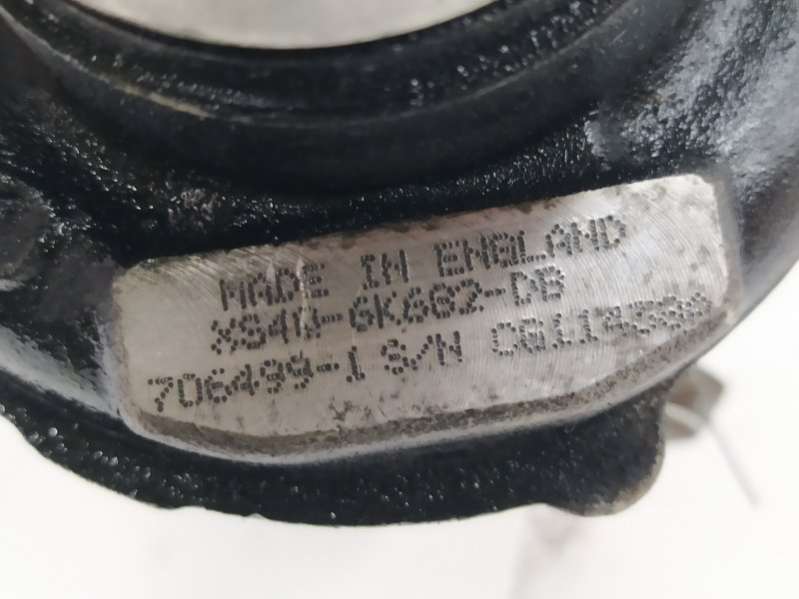 MADE IN ENGLAND
XS4Q-6K682-DB
706499-1 S/N